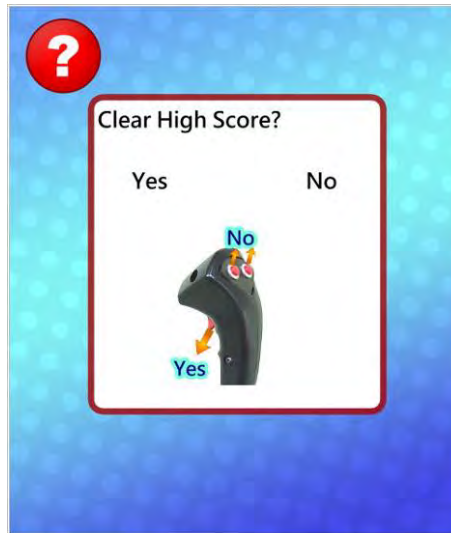 ?
Clear High Score?
Yes No
No
Yes